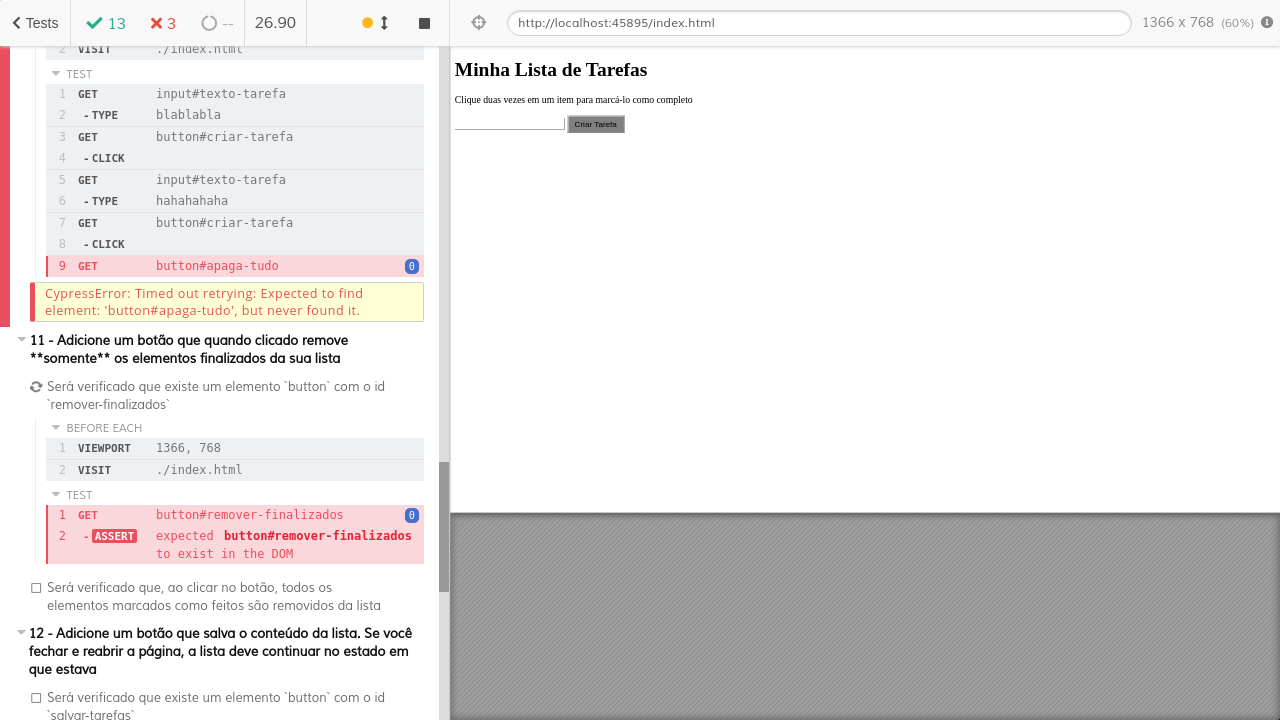 Tests 13 3 -- 26.90
http://localhost:45895/index.html 1366 x 768 (60%)
2 VISIT ./index.html
TEST
1 GET input#texto-tarefa
2 - TYPE blablabla
3 GET button#criar-tarefa
4 - CLICK
5 GET input#texto-tarefa
6 - TYPE hahahahaha
7 GET button#criar-tarefa
8 - CLICK
9 GET button#apaga-tudo 0
CypressError: Timed out retrying: Expected to find
element: 'button#apaga-tudo', but never found it.
11 - Adicione um botão que quando clicado remove
**somente** os elementos finalizados da sua lista
Será verificado que existe um elemento `button` com o id
`remover-finalizados`
BEFORE EACH
1 VIEWPORT 1366, 768
2 VISIT ./index.html
TEST
1 GET button#remover-finalizados 0
2 - ASSERT expected button#remover-finalizados
to exist in the DOM
Será verificado que, ao clicar no botão, todos os
elementos marcados como feitos são removidos da lista
12 - Adicione um botão que salva o conteúdo da lista. Se você
fechar e reabrir a página, a lista deve continuar no estado em
que estava
Será verificado que existe um elemento `button` com o id
`salvar-tarefas`
Minha Lista de Tarefas
Clique duas vezes em um item para marcá-lo como completo
Criar Tarefa